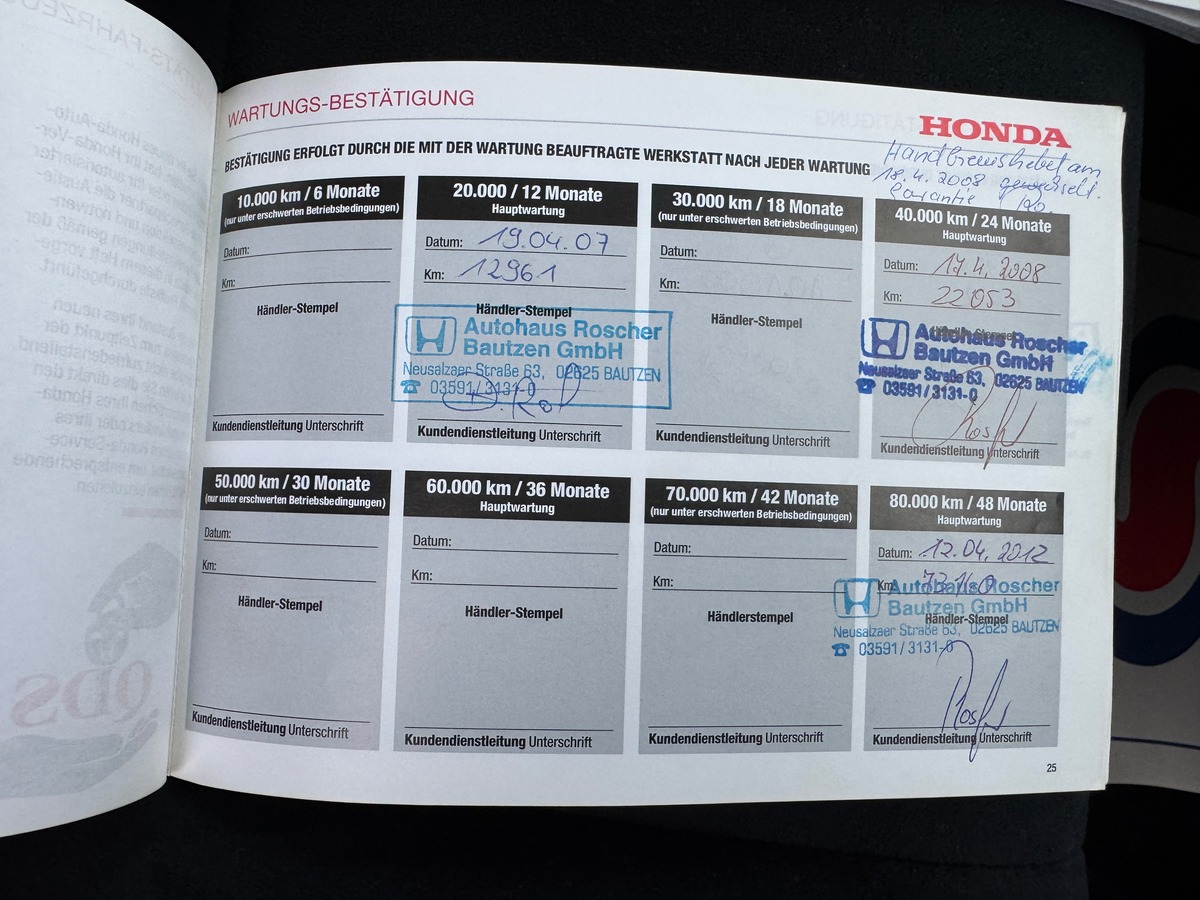 WARTUNGS-BESTÄTIGUNG
HONDA
BESTÄTIGUNG ERFOLGT DURCH DIE MIT DER WARTUNG BEAUFTRAGTE WERKSTATT NACH JEDER WARTUNG
Handbremshebel am
18.4.2008 gewechselt.
Garantie
10.000 km / 6 Monate
(nur unter erschwerten Betriebsbedingungen)
Datum:
Km:
Händler-Stempel
Kundendienstleitung Unterschrift
20.000 / 12 Monate
Hauptwartung
Datum: 19.04.07
Km: 12961
Händler-Stempel
Autohaus Roscher
Bautzen GmbH
Neusalzaer Straße 63, 02625 BAUTZEN
☎ 03591/3131-0
Kundendienstleitung Unterschrift
30.000 km / 18 Monate
(nur unter erschwerten Betriebsbedingungen)
Datum:
Km:
Händler-Stempel
Kundendienstleitung Unterschrift
40.000 km / 24 Monate
Hauptwartung
Datum: 17.4.2008
Km: 22053
Händler-Stempel
Autohaus Roscher
Bautzen GmbH
Neusalzaer Straße 63, 02625 BAUTZEN
☎ 03591/3131-0
Kundendienstleitung Unterschrift
50.000 km / 30 Monate
(nur unter erschwerten Betriebsbedingungen)
Datum:
Km:
Händler-Stempel
Kundendienstleitung Unterschrift
60.000 km / 36 Monate
Hauptwartung
Datum:
Km:
Händler-Stempel
Kundendienstleitung Unterschrift
70.000 km / 42 Monate
(nur unter erschwerten Betriebsbedingungen)
Datum:
Km:
Händlerstempel
Kundendienstleitung Unterschrift
80.000 km / 48 Monate
Hauptwartung
Datum: 12.04.2012
Km:
Autohaus Roscher
Bautzen GmbH
Händler-Stempel
Neusalzaer Straße 63, 02625 BAUTZEN
☎ 03591/3131-0
Kundendienstleitung Unterschrift
25